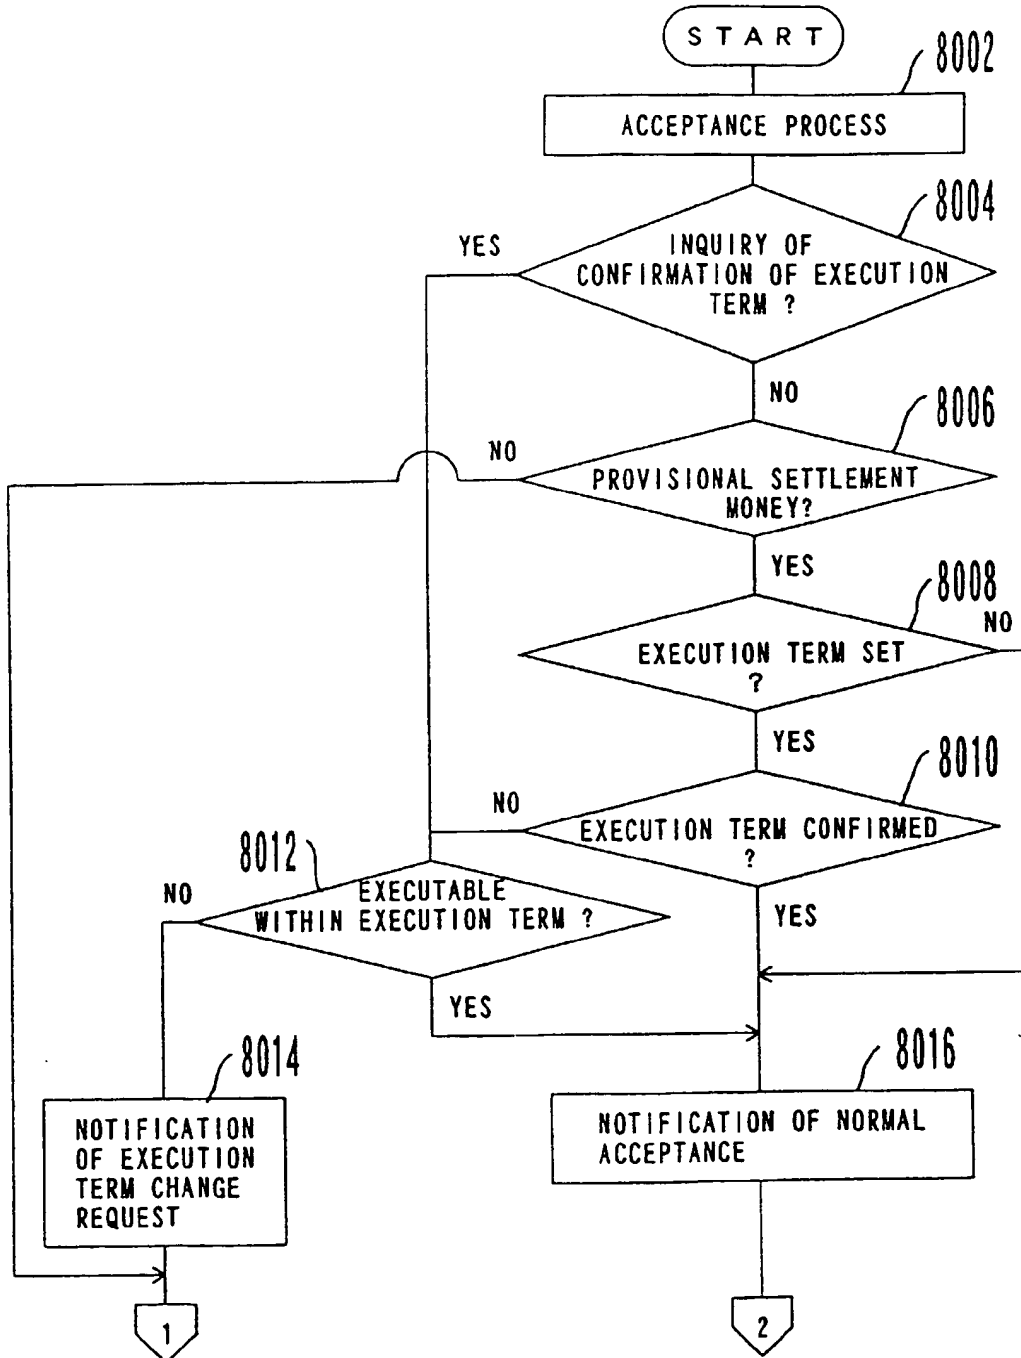 START
8002
ACCEPTANCE PROCESS
8004
YES
INQUIRY OF
CONFIRMATION OF EXECUTION
TERM ?
NO
8006
NO
PROVISIONAL SETTLEMENT
MONEY?
YES
8008
NO
EXECUTION TERM SET
?
YES
8010
NO
EXECUTION TERM CONFIRMED
?
8012
NO
EXECUTABLE
WITHIN EXECUTION TERM ?
YES
YES
8014
8016
NOTIFICATION
OF EXECUTION
TERM CHANGE
REQUEST
NOTIFICATION OF NORMAL
ACCEPTANCE
1
2